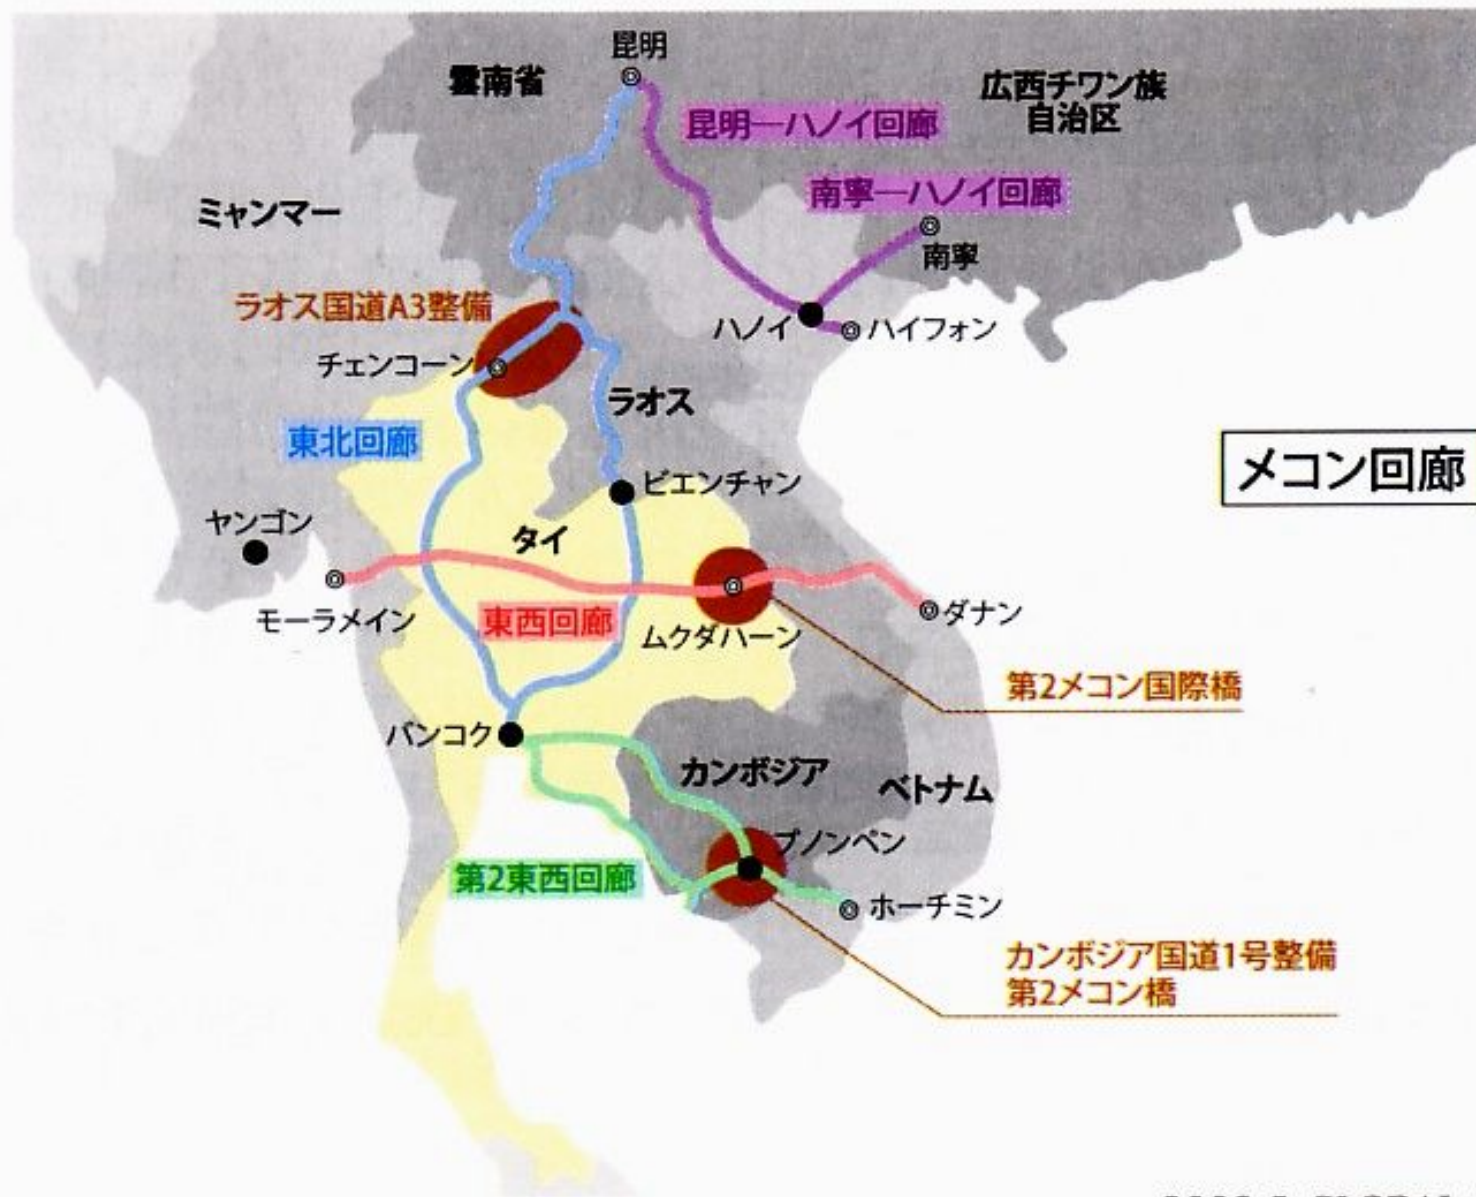 昆明
雲南省
広西チワン族
自治区
昆明―ハノイ回廊
南寧―ハノイ回廊
ミャンマー
南寧
ラオス国道A3整備
ハノイ
ハイフォン
チェンコーン
ラオス
東北回廊
メコン回廊
ビエンチャン
ヤンゴン
タイ
モーラメイン
東西回廊
ムクダハーン
ダナン
第2メコン国際橋
バンコク
カンボジア
ベトナム
プノンペン
第2東西回廊
ホーチミン
カンボジア国道1号整備
第2メコン橋